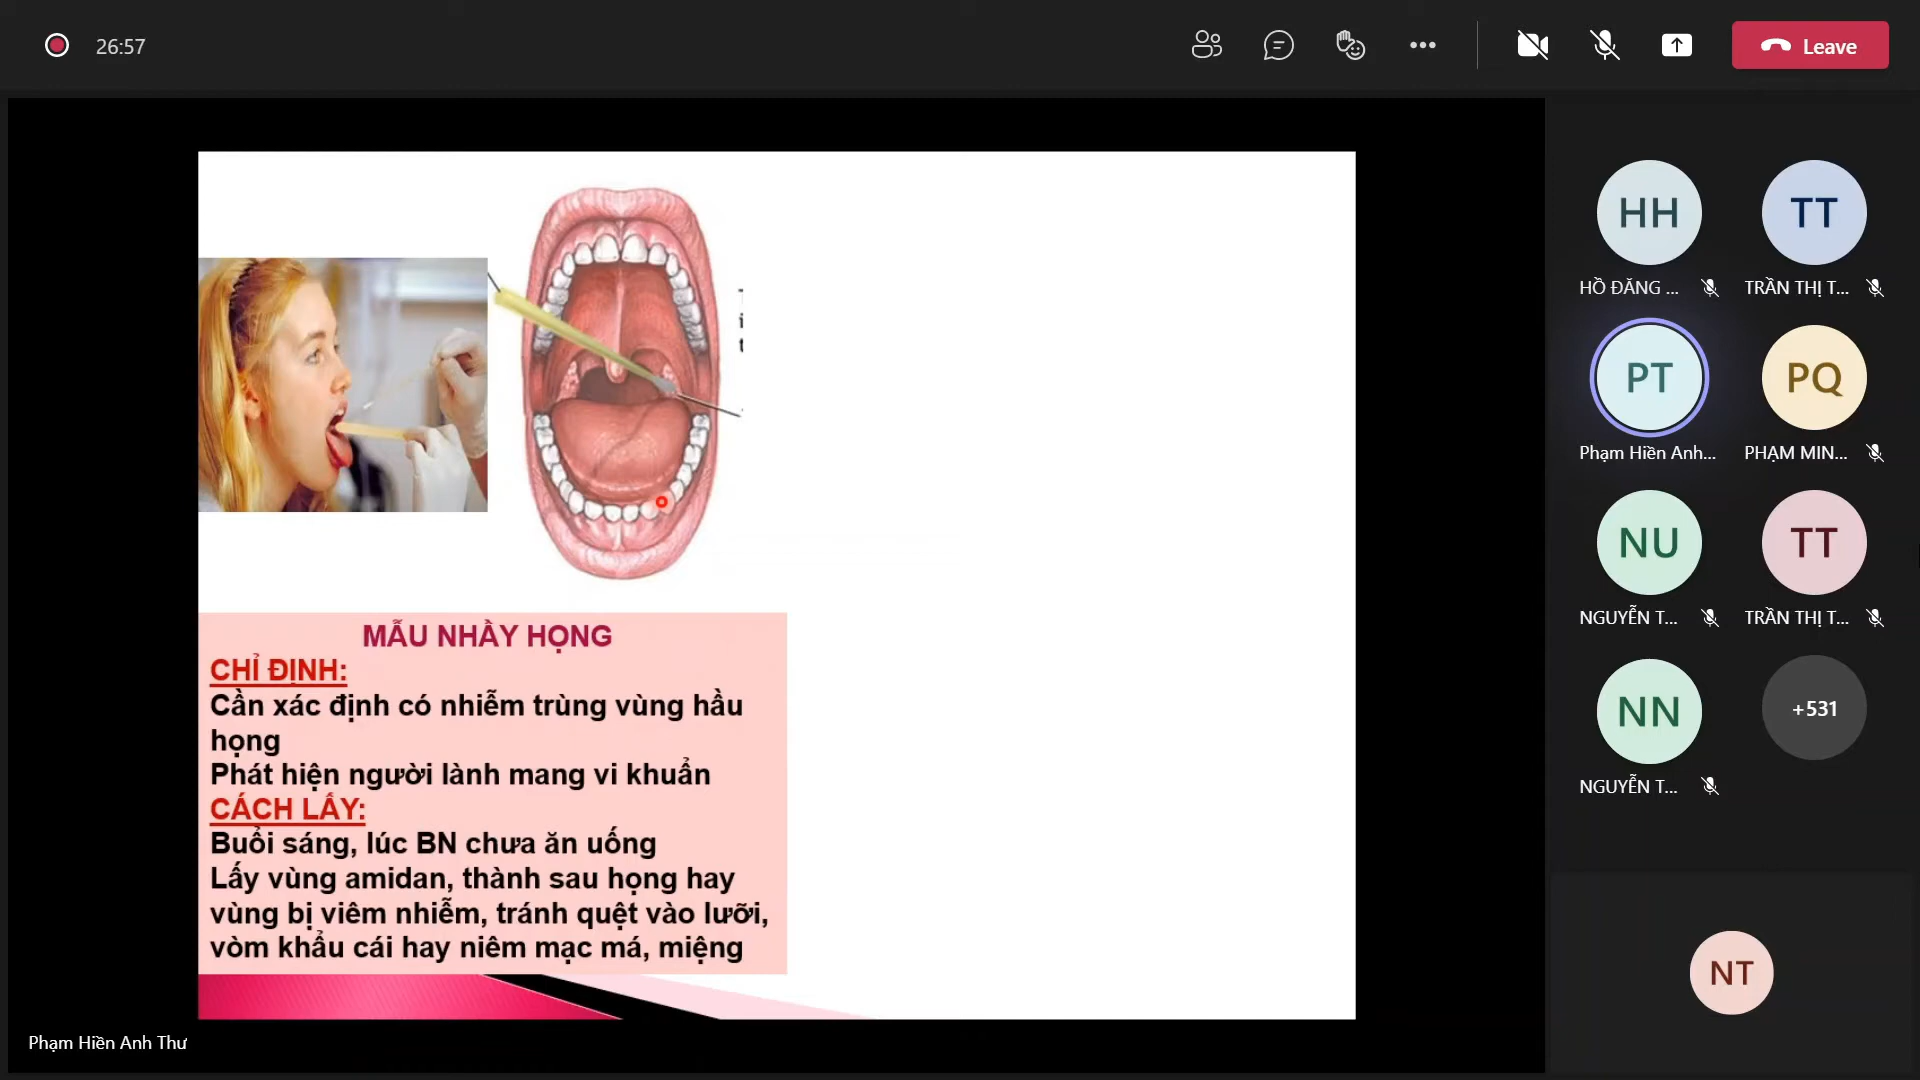 26:57
Leave
HH
TT
HỒ ĐĂNG ...
TRẦN THỊ T...
PT
PQ
Phạm Hiền Anh...
PHẠM MIN...
NU
TT
NGUYỄN T...
TRẦN THỊ T...
NN
+531
NGUYỄN T...
NT
MẪU NHẦY HỌNG
CHỈ ĐỊNH:
Cần xác định có nhiễm trùng vùng hầu
họng
Phát hiện người lành mang vi khuẩn
CÁCH LẤY:
Buổi sáng, lúc BN chưa ăn uống
Lấy vùng amidan, thành sau họng hay
vùng bị viêm nhiễm, tránh quệt vào lưỡi,
vòm khẩu cái hay niêm mạc má, miệng
Phạm Hiền Anh Thư